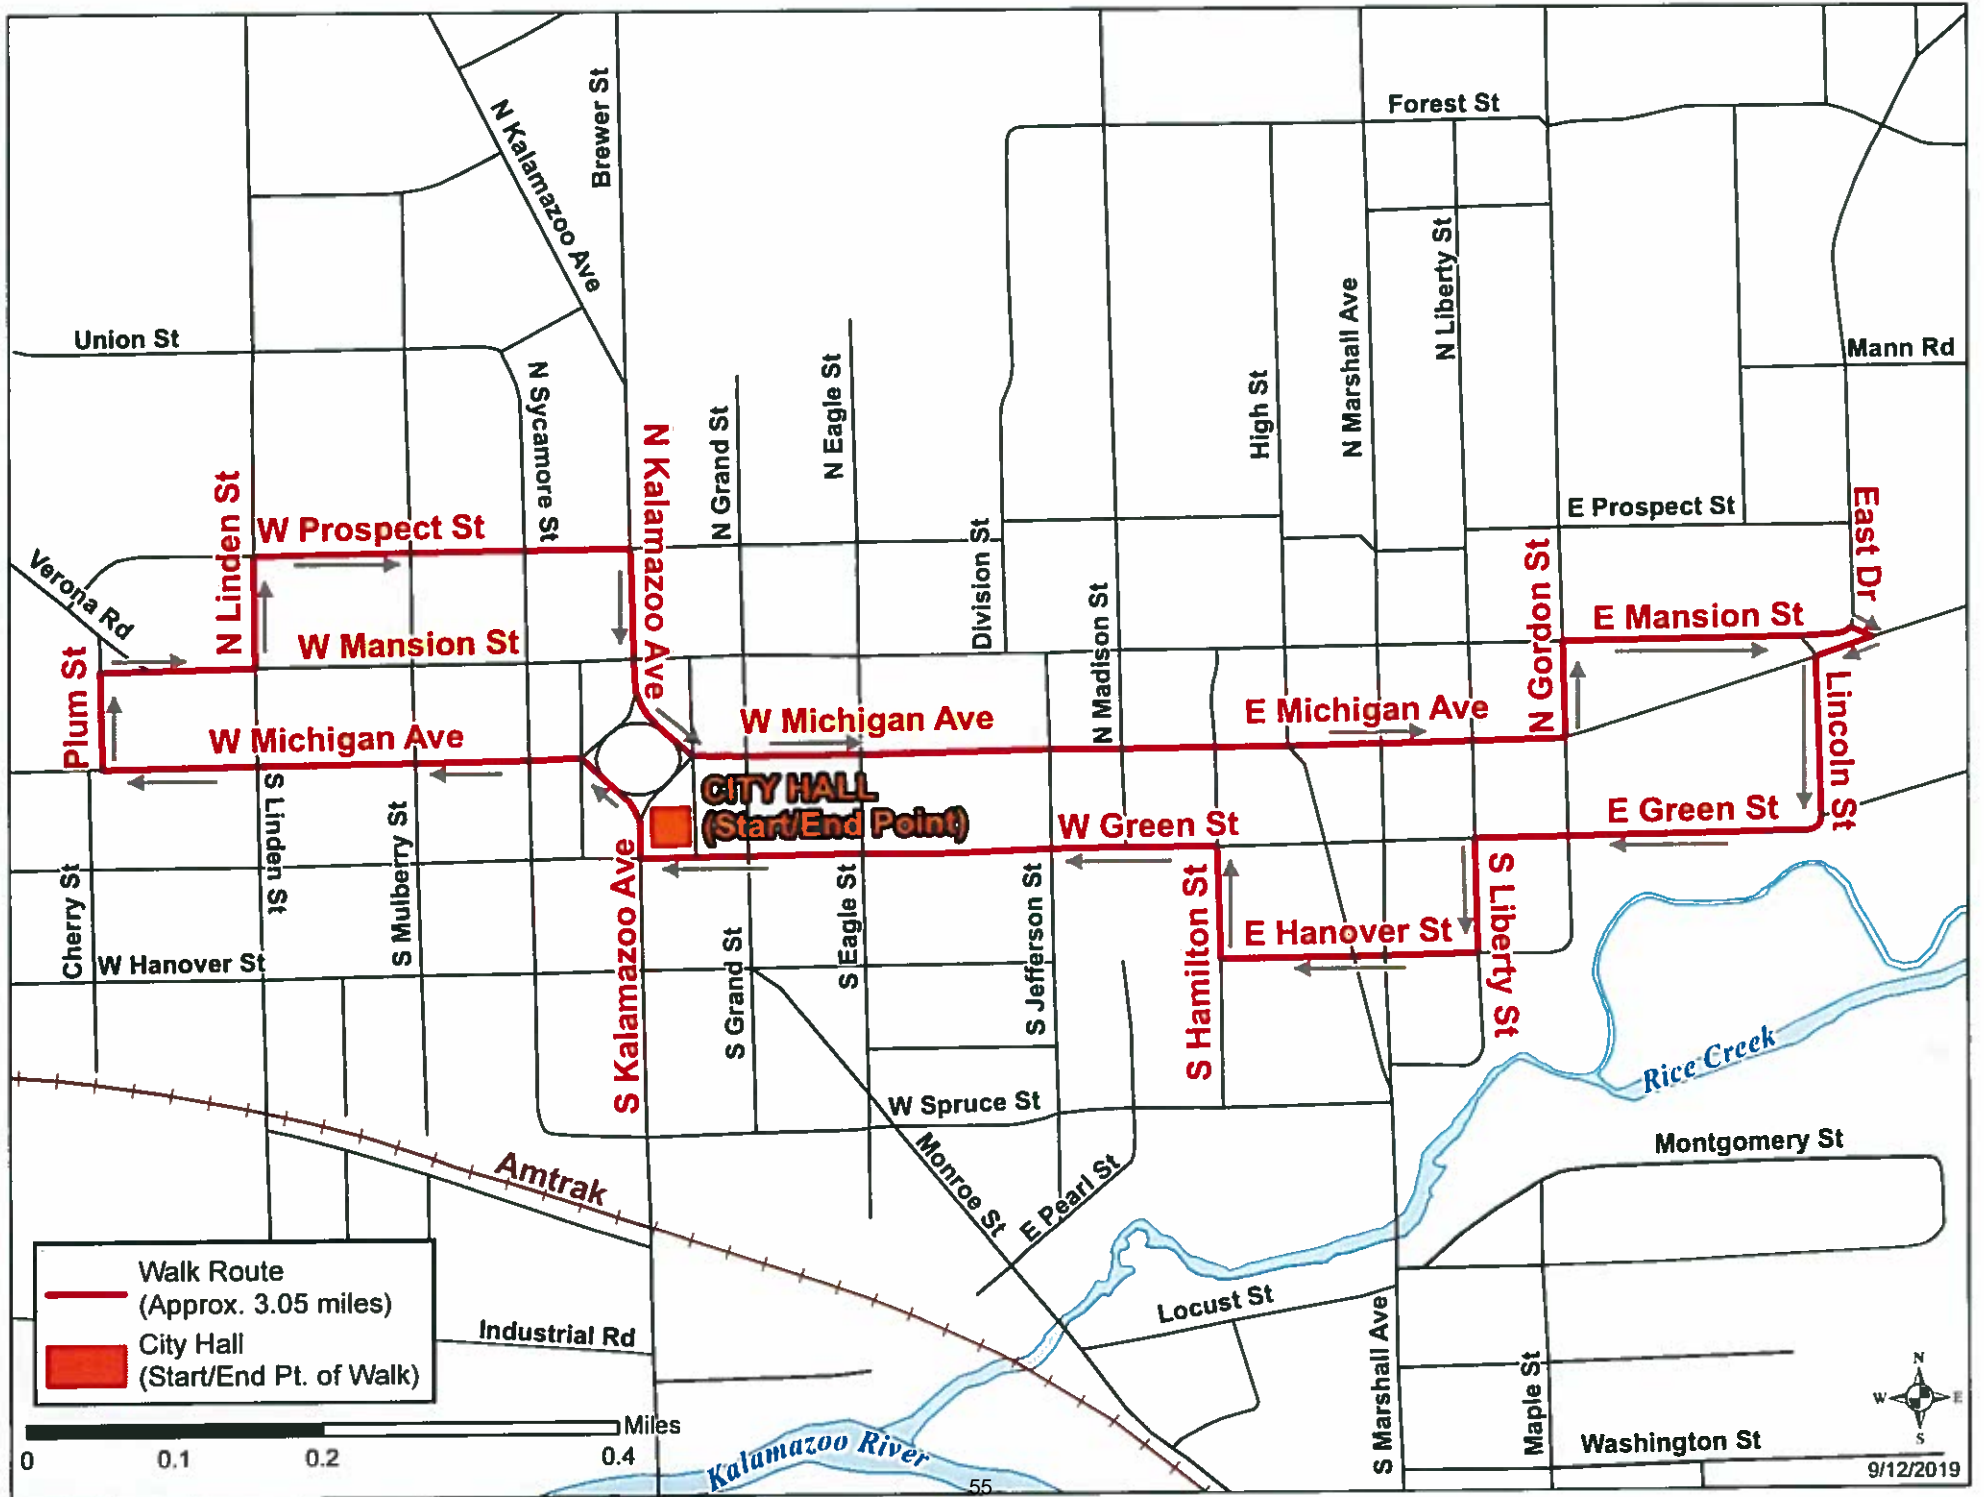 Forest St
Brewer St
N Kalamazoo Ave
N Liberty St
N Marshall Ave
Union St
Mann Rd
N Sycamore St
N Eagle St
High St
N Grand St
N Kalamazoo Ave
N Linden St
W Prospect St
E Prospect St
East Dr
Division St
N Gordon St
Verona Rd
N Madison St
W Mansion St
E Mansion St
Plum St
W Michigan Ave
W Michigan Ave
E Michigan Ave
Lincoln St
CITY HALL
(Start/End Point)
W Green St
E Green St
S Linden St
S Mulberry St
Cherry St
S Kalamazoo Ave
S Eagle St
S Jefferson St
S Hamilton St
S Liberty St
E Hanover St
W Hanover St
S Grand St
Rice Creek
W Spruce St
Monroe St
E Pearl St
Montgomery St
Amtrak
Walk Route
(Approx. 3.05 miles)
City Hall
(Start/End Pt. of Walk)
Industrial Rd
Locust St
S Marshall Ave
Maple St
Washington St
Kalamazoo River
Miles
0
0.1
0.2
0.4
N
W
E
S
9/12/2019
55